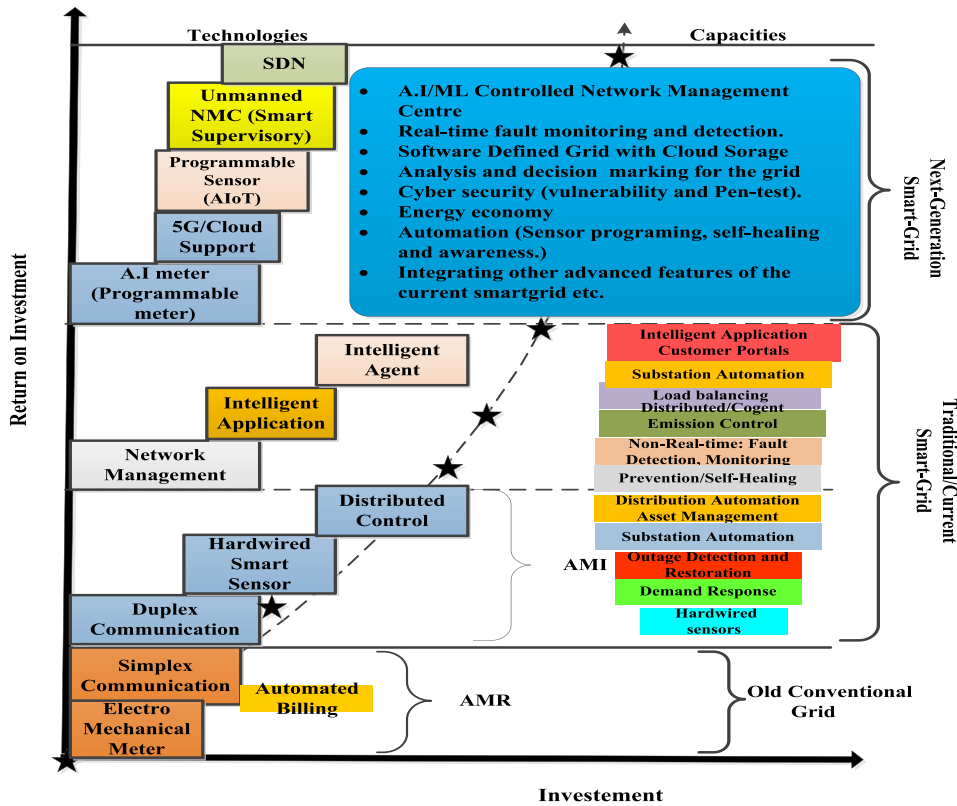 Technologies
Capacities
SDN
Unmanned
NMC (Smart
Supervisory)
Programmable
Sensor
(AIoT)
5G/Cloud
Support
A.I meter
(Programmable
meter)
• A.I/ML Controlled Network Management
Centre
• Real-time fault monitoring and detection.
• Software Defined Grid with Cloud Sorage
• Analysis and decision marking for the grid
• Cyber security (vulnerability and Pen-test).
• Energy economy
• Automation (Sensor programing, self-healing
and awareness.)
• Integrating other advanced features of the
current smartgrid etc.
Next-Generation
Smart-Grid
Return on Investment
Intelligent
Agent
Intelligent
Application
Network
Management
Distributed
Control
Hardwired
Smart
Sensor
Duplex
Communication
AMI
Intelligent Application
Customer Portals
Substation Automation
Load balancing
Distributed/Cogent
Emission Control
Non-Real-time: Fault
Detection, Monitoring
Prevention/Self-Healing
Distribution Automation
Asset Management
Substation Automation
Outage Detection and
Restoration
Demand Response
Hardwired
sensors
Traditional/Current
Smart-Grid
Simplex
Communication
Automated
Billing
Electro
Mechanical
Meter
AMR
Old Conventional
Grid
Investement